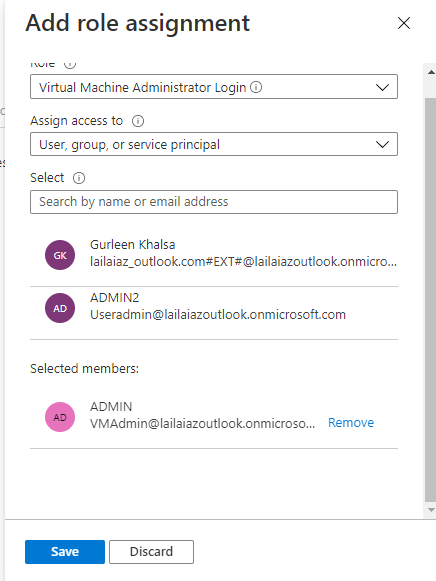 Add role assignment
Role
Virtual Machine Administrator Login
Assign access to
User, group, or service principal
Select
Search by name or email address
GK
Gurleen Khalsa
lailaiaz_outlook.com#EXT#@lailaiazoutlook.onmicro...
AD
ADMIN2
Useradmin@lailaiazoutlook.onmicrosoft.com
Selected members:
AD
ADMIN
VMAdmin@lailaiazoutlook.onmicroso...
Remove
Save
Discard